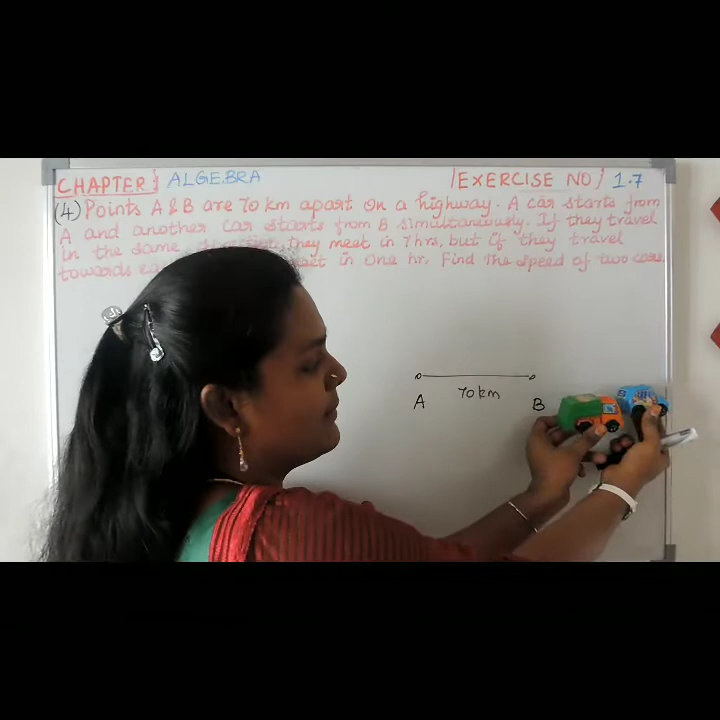 CHAPTER: ALGEBRA EXERCISE NO 1.7
(4) Points A & B are 70 km apart on a highway. A car starts from
A and another car starts from B simultaneously. If they travel
in the same direction, they meet in 7 hrs, but if they travel
towards in one hr. Find the speed of two cars.
70 km
A B